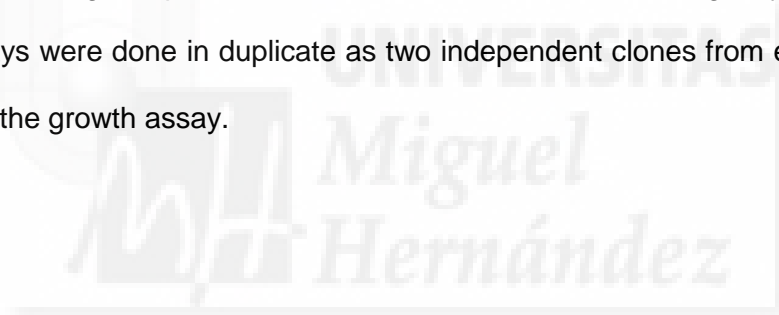 ys were done in duplicate as two independent clones from e
the growth assay.
UNIVERSITAS
Miguel
Hernández